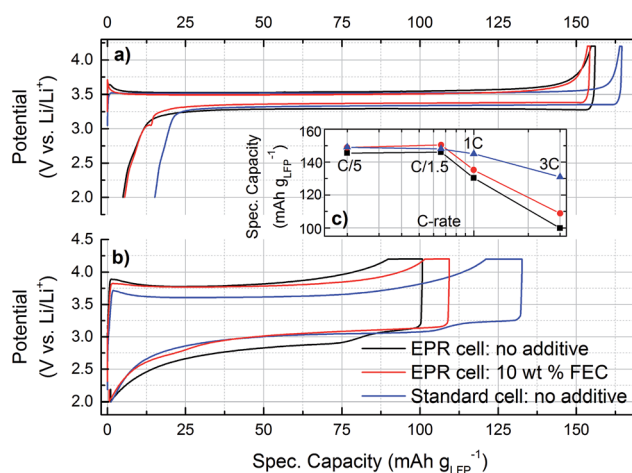 0 25 50 75 100 125 150
a)
4.0
3.5
3.0
2.5
2.0
Potential
(V vs. Li/Li⁺)
160
140
120
100
Spec. Capacity
(mAh g_LFP⁻¹)
C/5
C/1.5
1C
3C
c)
C-rate
b)
4.5
4.0
3.5
3.0
2.5
2.0
Potential
(V vs. Li/Li⁺)
EPR cell: no additive
EPR cell: 10 wt % FEC
Standard cell: no additive
0 25 50 75 100 125 150
Spec. Capacity (mAh g_LFP⁻¹)